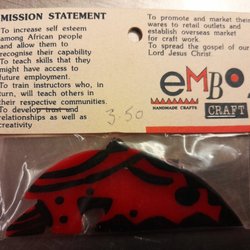 MISSION STATEMENT
To increase self esteem
among African people
and allow them to
recognise their capability
To teach skills that they
might have access to
future employment.
To train instructors who, in
turn, will teach others in
their respective communities.
To develop trust and
relationships as well as
creativity
To promote and market the
wares to retail outlets and
establish overseas market
for craft work.
To spread the gospel of our
Lord Jesus Christ
EMBO
HANDMADE CRAFTS
CRAFT
3.50